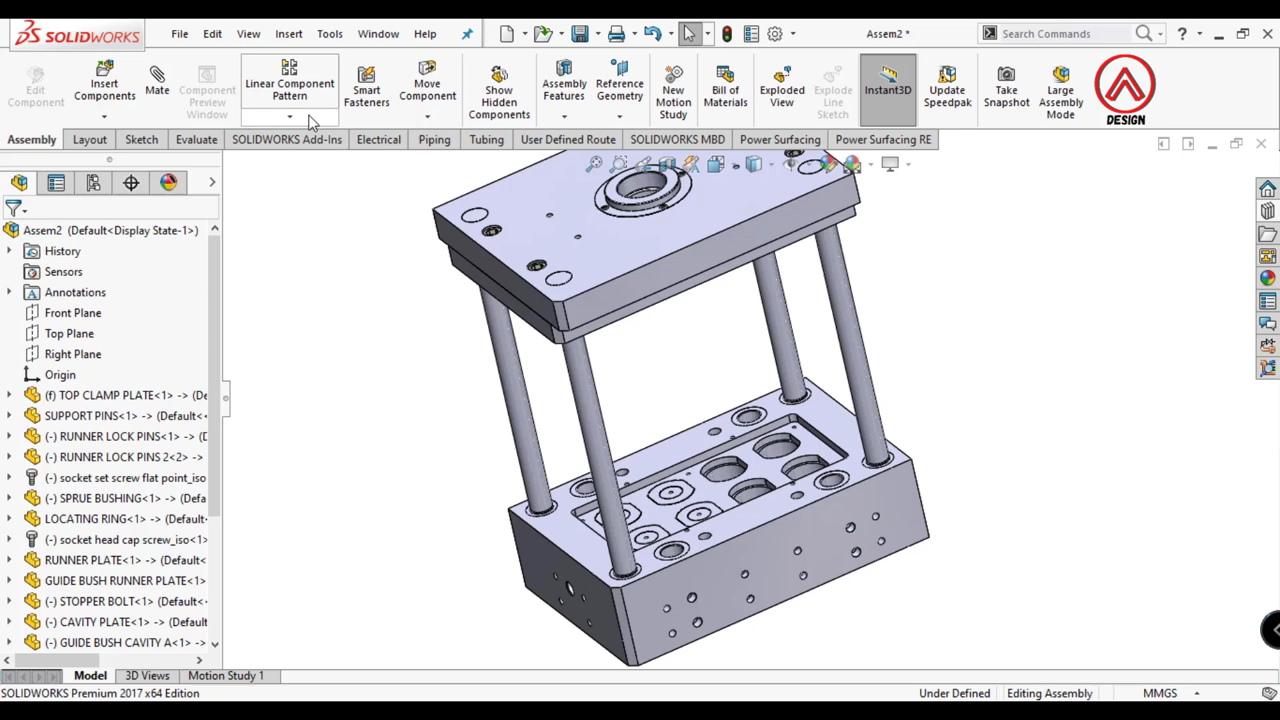 SOLIDWORKS File Edit View Insert Tools Window Help Assem2 * Search Commands ?
Edit Component
Insert Components
Mate
Component Preview Window
Linear Component Pattern
Smart Fasteners
Move Component
Show Hidden Components
Assembly Features
Reference Geometry
New Motion Study
Bill of Materials
Exploded View
Explode Line Sketch
Instant3D
Update Speedpak
Take Snapshot
Large Assembly Mode
DESIGN
Assembly Layout Sketch Evaluate SOLIDWORKS Add-Ins Electrical Piping Tubing User Defined Route SOLIDWORKS MBD Power Surfacing Power Surfacing RE
Assem2 (Default<Display State-1>)
History
Sensors
Annotations
Front Plane
Top Plane
Right Plane
Origin
(f) TOP CLAMP PLATE<1> -> (Default<
SUPPORT PINS<1> -> (Default<
(-) RUNNER LOCK PINS<1> -> (D
(-) RUNNER LOCK PINS 2<2> ->
(-) socket set screw flat point_iso
(-) SPRUE BUSHING<1> -> (Defa
LOCATING RING<1> -> (Default<
(-) socket head cap screw_iso<1>
RUNNER PLATE<1> -> (Default<
GUIDE BUSH RUNNER PLATE<1>
(-) STOPPER BOLT<1> (Default<
(-) CAVITY PLATE<1> -> (Default
(-) GUIDE BUSH CAVITY A<1> ->
Model 3D Views Motion Study 1
SOLIDWORKS Premium 2017 x64 Edition Under Defined Editing Assembly MMGS